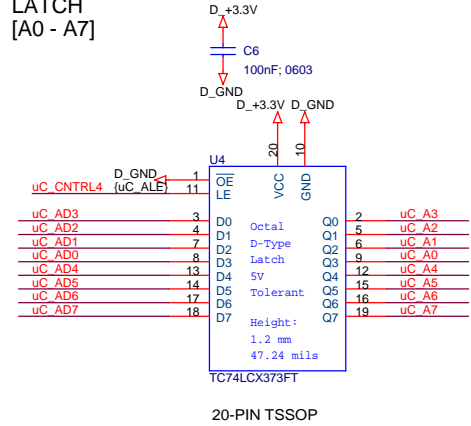 LATCH
[A0 - A7]
D_+3.3V
C6
100nF; 0603
D_GND
D_+3.3V D_GND
20 10
U4
VCC GND
D_GND 1 OE
uC_CNTRL4 {uC_ALE} 11 LE
uC_AD3 3 D0 Q0 2 uC_A3
uC_AD2 4 D1 Q1 5 uC_A2
uC_AD1 7 D2 Q2 6 uC_A1
uC_AD0 8 D3 Q3 9 uC_A0
uC_AD4 13 D4 Q4 12 uC_A4
uC_AD5 14 D5 Q5 15 uC_A5
uC_AD6 17 D6 Q6 16 uC_A6
uC_AD7 18 D7 Q7 19 uC_A7
Octal
D-Type
Latch
5V
Tolerant
Height:
1.2 mm
47.24 mils
TC74LCX373FT
20-PIN TSSOP